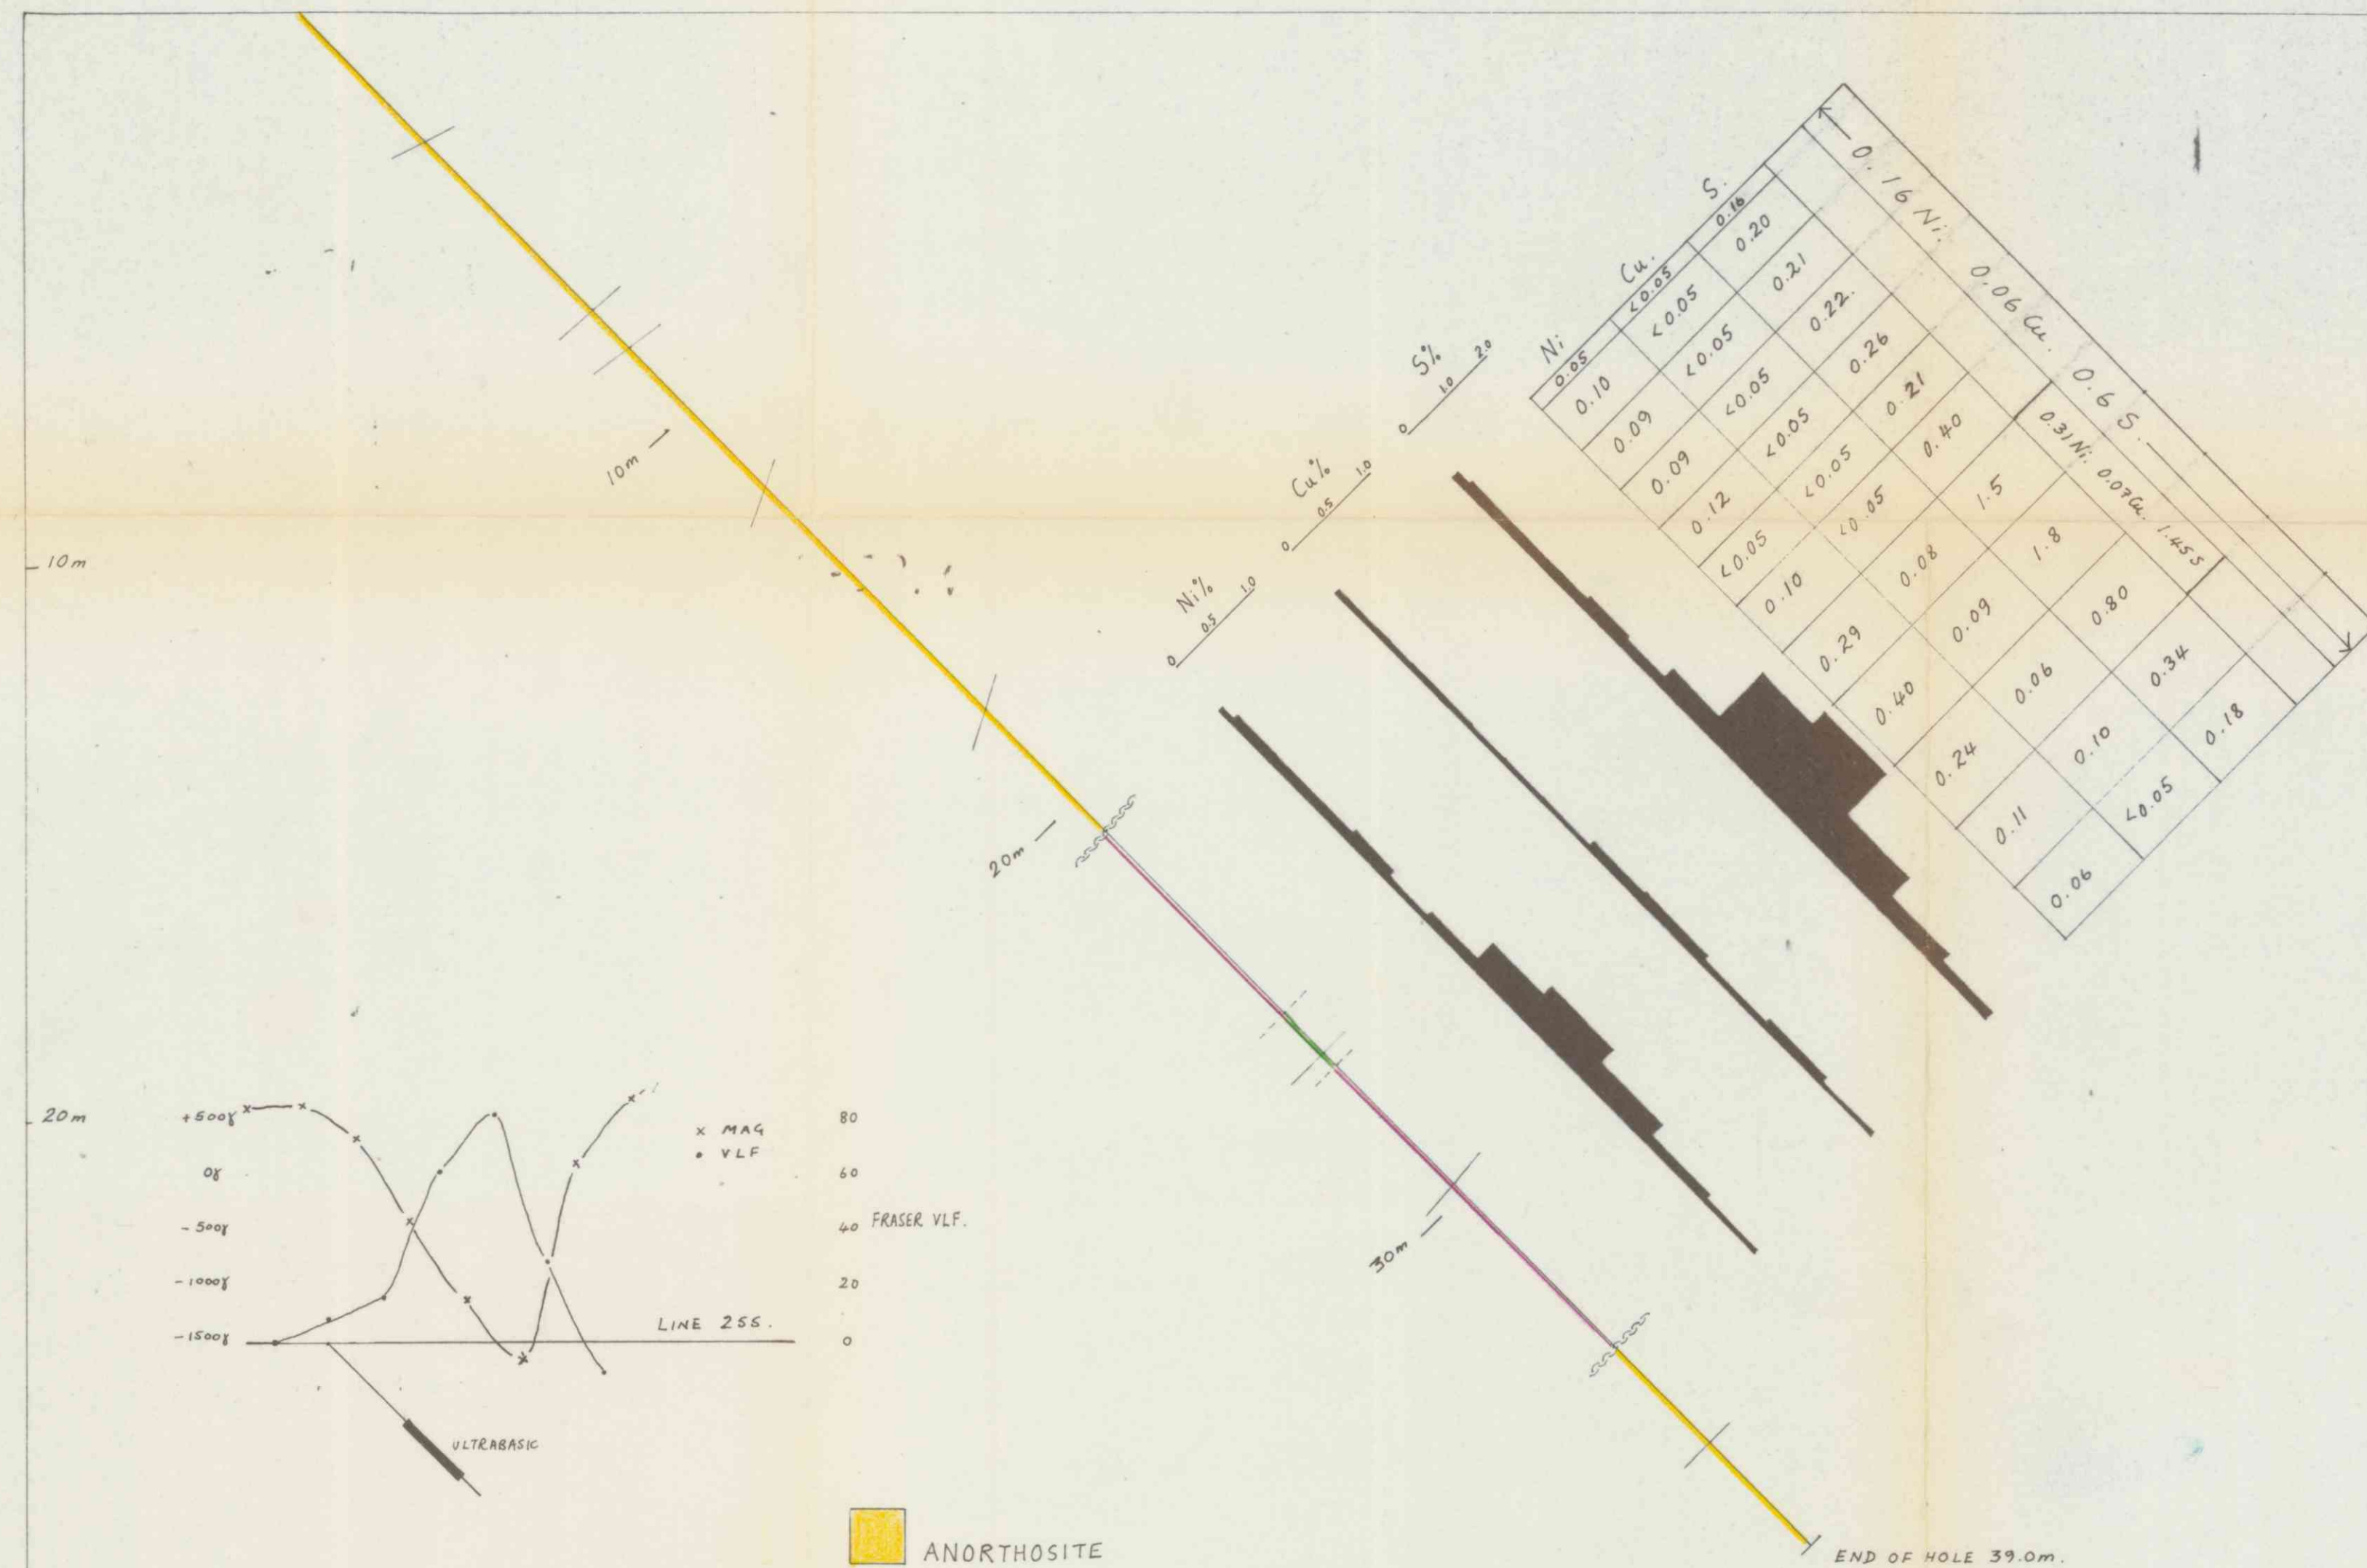 S.
Cu.
Ni
0.05 <0.05 0.16
0.10 <0.05 0.20
0.09 <0.05 0.21
0.09 <0.05 0.22.
0.12 <0.05 0.26
<0.05 <0.05 0.21
0.10 <0.05 0.40
0.29 0.08 1.5
0.40 0.09 1.8
0.24 0.06 0.80
0.11 0.10 0.34
0.06 <0.05 0.18
0.16 Ni. 0.06 Cu. 0.6 S.
0.31 Ni. 0.07 Cu. 1.45 S
S%
0 1.0 2.0
Cu%
0 0.5 1.0
Ni%
0 0.5 1.0
10m
10m
20m
20m
30m
+500γ
0γ
-500γ
-1000γ
-1500γ
x MAG
• VLF
80
60
40 FRASER VLF.
20
0
LINE 255.
ULTRABASIC
ANORTHOSITE
END OF HOLE 39.0m.